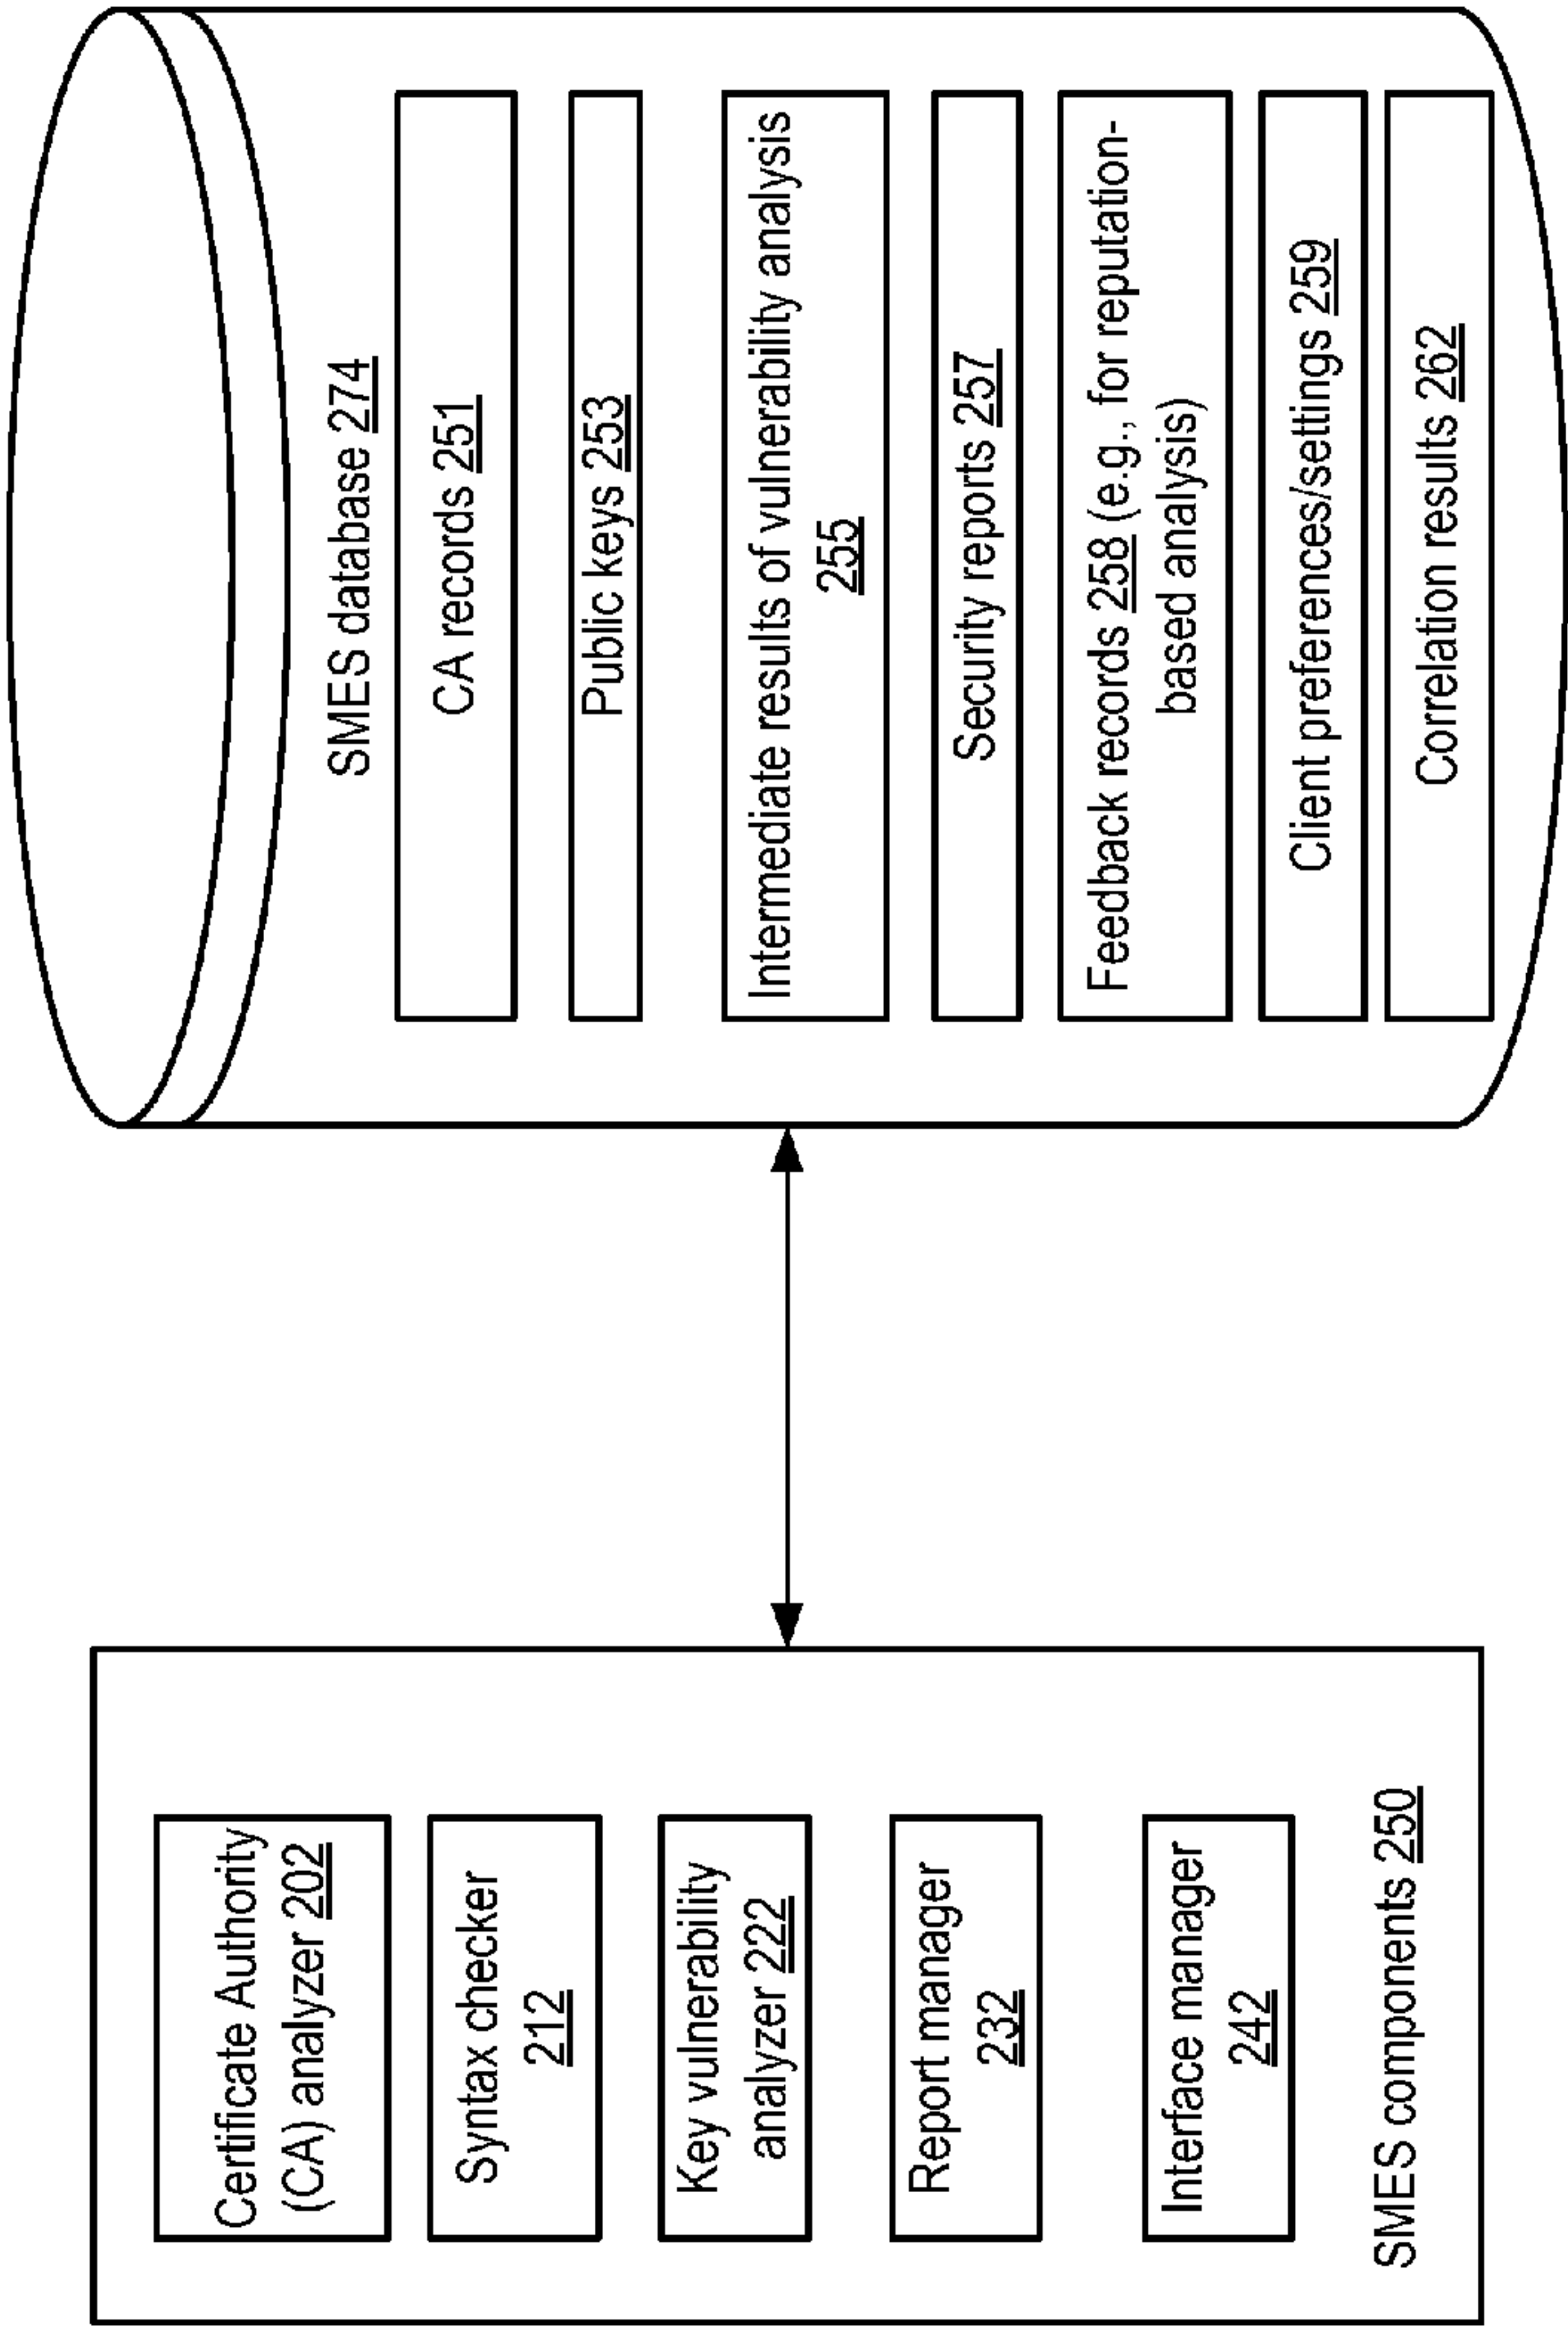 Certificate Authority
(CA) analyzer 202
Syntax checker
212
Key vulnerability
analyzer 222
Report manager
232
Interface manager
242
SMES components 250
SMES database 274
CA records 251
Public keys 253
Intermediate results of vulnerability analysis
255
Security reports 257
Feedback records 258 (e.g., for reputation-
based analysis)
Client preferences/settings 259
Correlation results 262